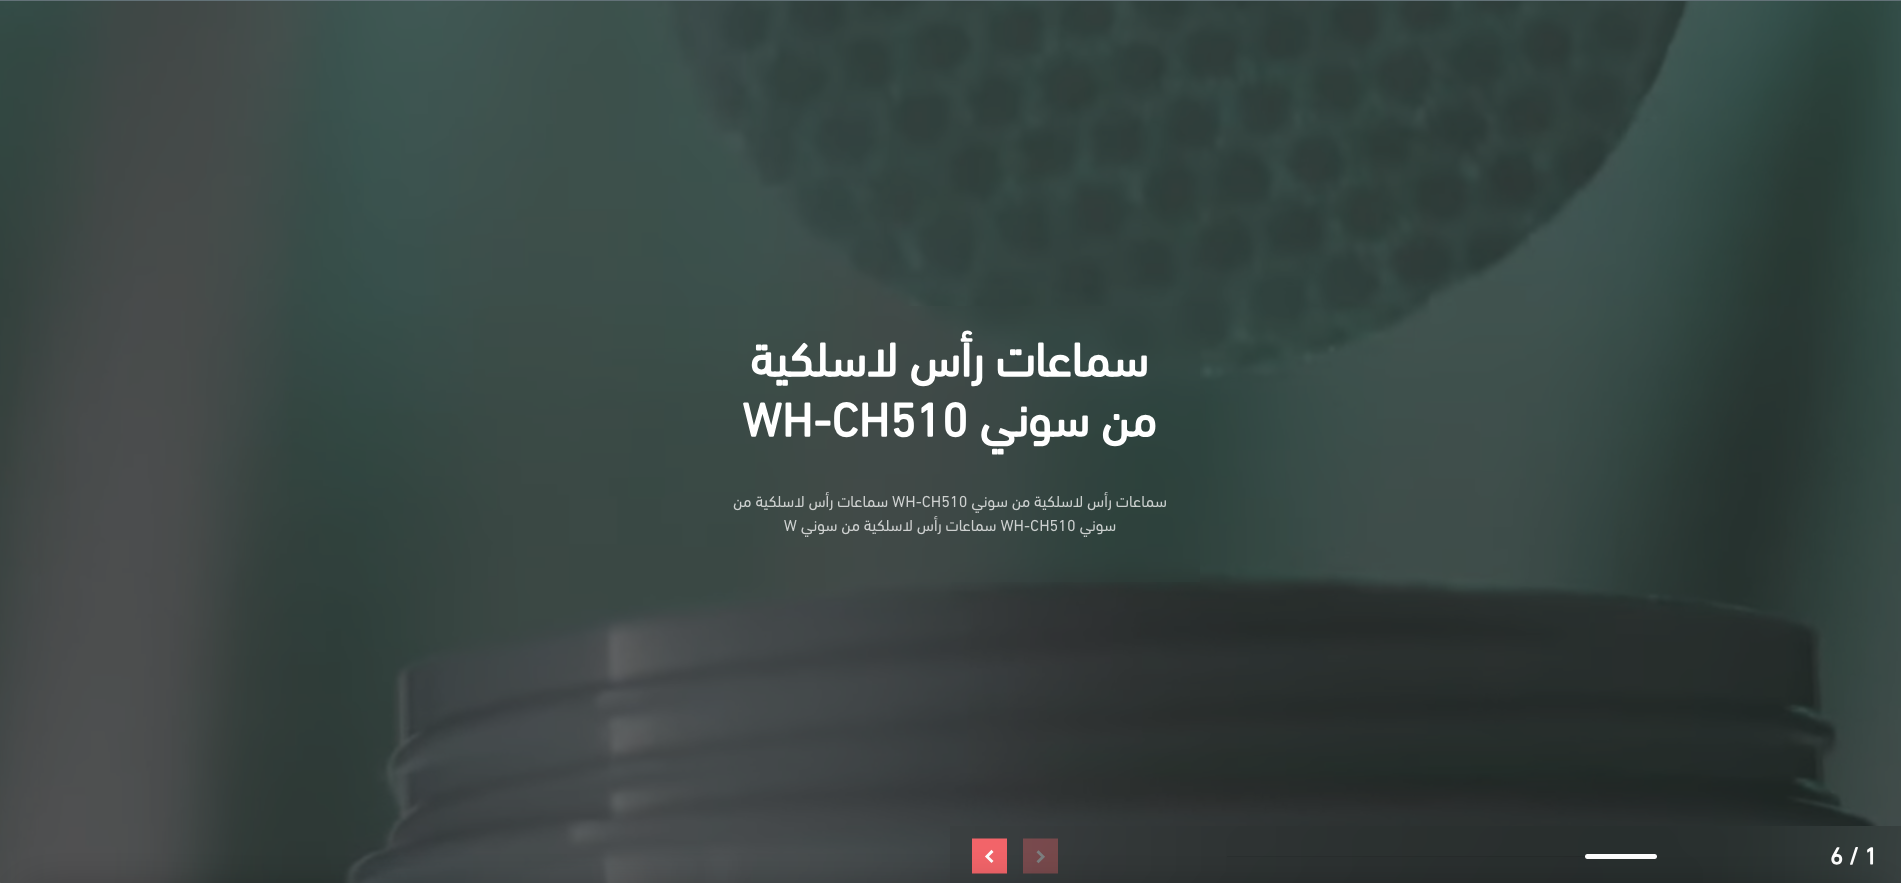 سماعات رأس لاسلكية
من سوني WH-CH510
سماعات رأس لاسلكية من سوني WH-CH510 سماعات رأس لاسلكية من
سوني WH-CH510 سماعات رأس لاسلكية من سوني W
1 / 6